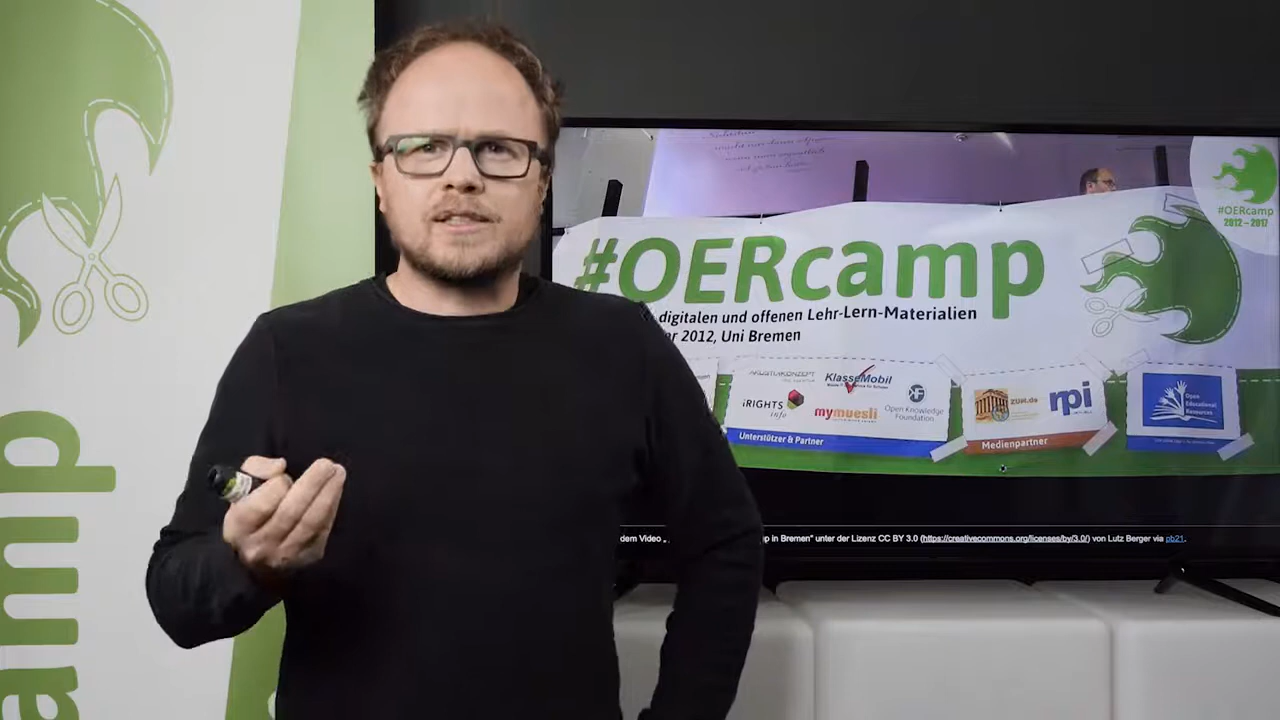 amp
#OERcamp
digitalen und offenen Lehr-Lern-Materialien
2012, Uni Bremen
KlasseMobil
iRIGHTS
info
mymuesli
Open Knowledge
Foundation
Unterstützer & Partner
ZUM.de
rpi
Medienpartner
Open
Educational
Resources
#OERcamp
2012 – 2017
dem Video „
p in Bremen" unter der Lizenz CC BY 3.0 (https://creativecommons.org/licenses/by/3.0/) von Lutz Berger via pb21.